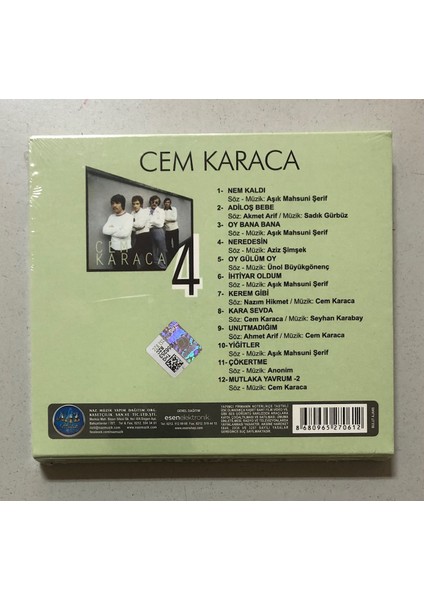 CEM KARACA
1- NEM KALDI
Söz - Müzik: Aşık Mahsuni Şerif
2- ADİLOŞ BEBE
Söz: Akmet Arif / Müzik: Sadık Gürbüz
3- OY BANA BANA
Söz - Müzik: Aşık Mahsuni Şerif
4- NEREDESİN
Söz - Müzik: Aziz Şimşek
5- OY GÜLÜM OY
Söz - Müzik: Ünol Büyükgönenç
6- İHTİYAR OLDUM
Söz - Müzik: Aşık Mahsuni Şerif
7- KEREM GİBİ
Söz: Nazım Hikmet / Müzik: Cem Karaca
8- KARA SEVDA
Söz: Cem Karaca / Müzik: Seyhan Karabay
9- UNUTMADIĞIM
Söz: Ahmet Arif / Müzik: Cem Karaca
10- YİĞİTLER
Söz - Müzik: Aşık Mahsuni Şerif
11- ÇÖKERTME
Söz - Müzik: Anonim
12- MUTLAKA YAVRUM -2
Söz - Müzik: Cem Karaca
CEM
KARACA
4
GENEL DAĞITIM
esenelektronik
8 680965 270612